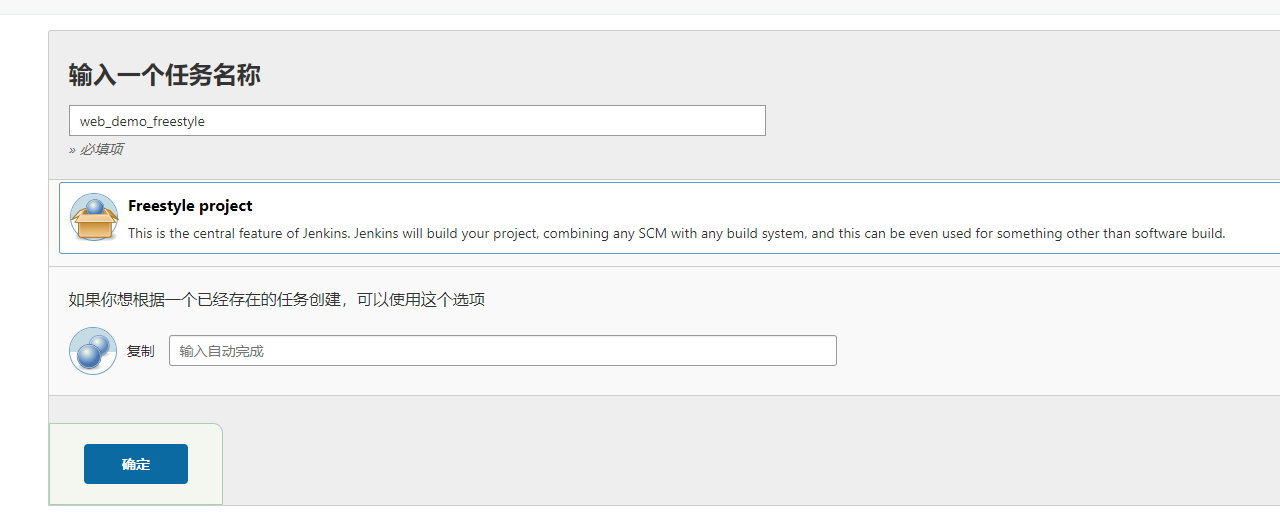 输入一个任务名称
web_demo_freestyle
» 必填项
Freestyle project
This is the central feature of Jenkins. Jenkins will build your project, combining any SCM with any build system, and this can be even used for something other than software build.
如果你想根据一个已经存在的任务创建，可以使用这个选项
复制 输入自动完成
确定